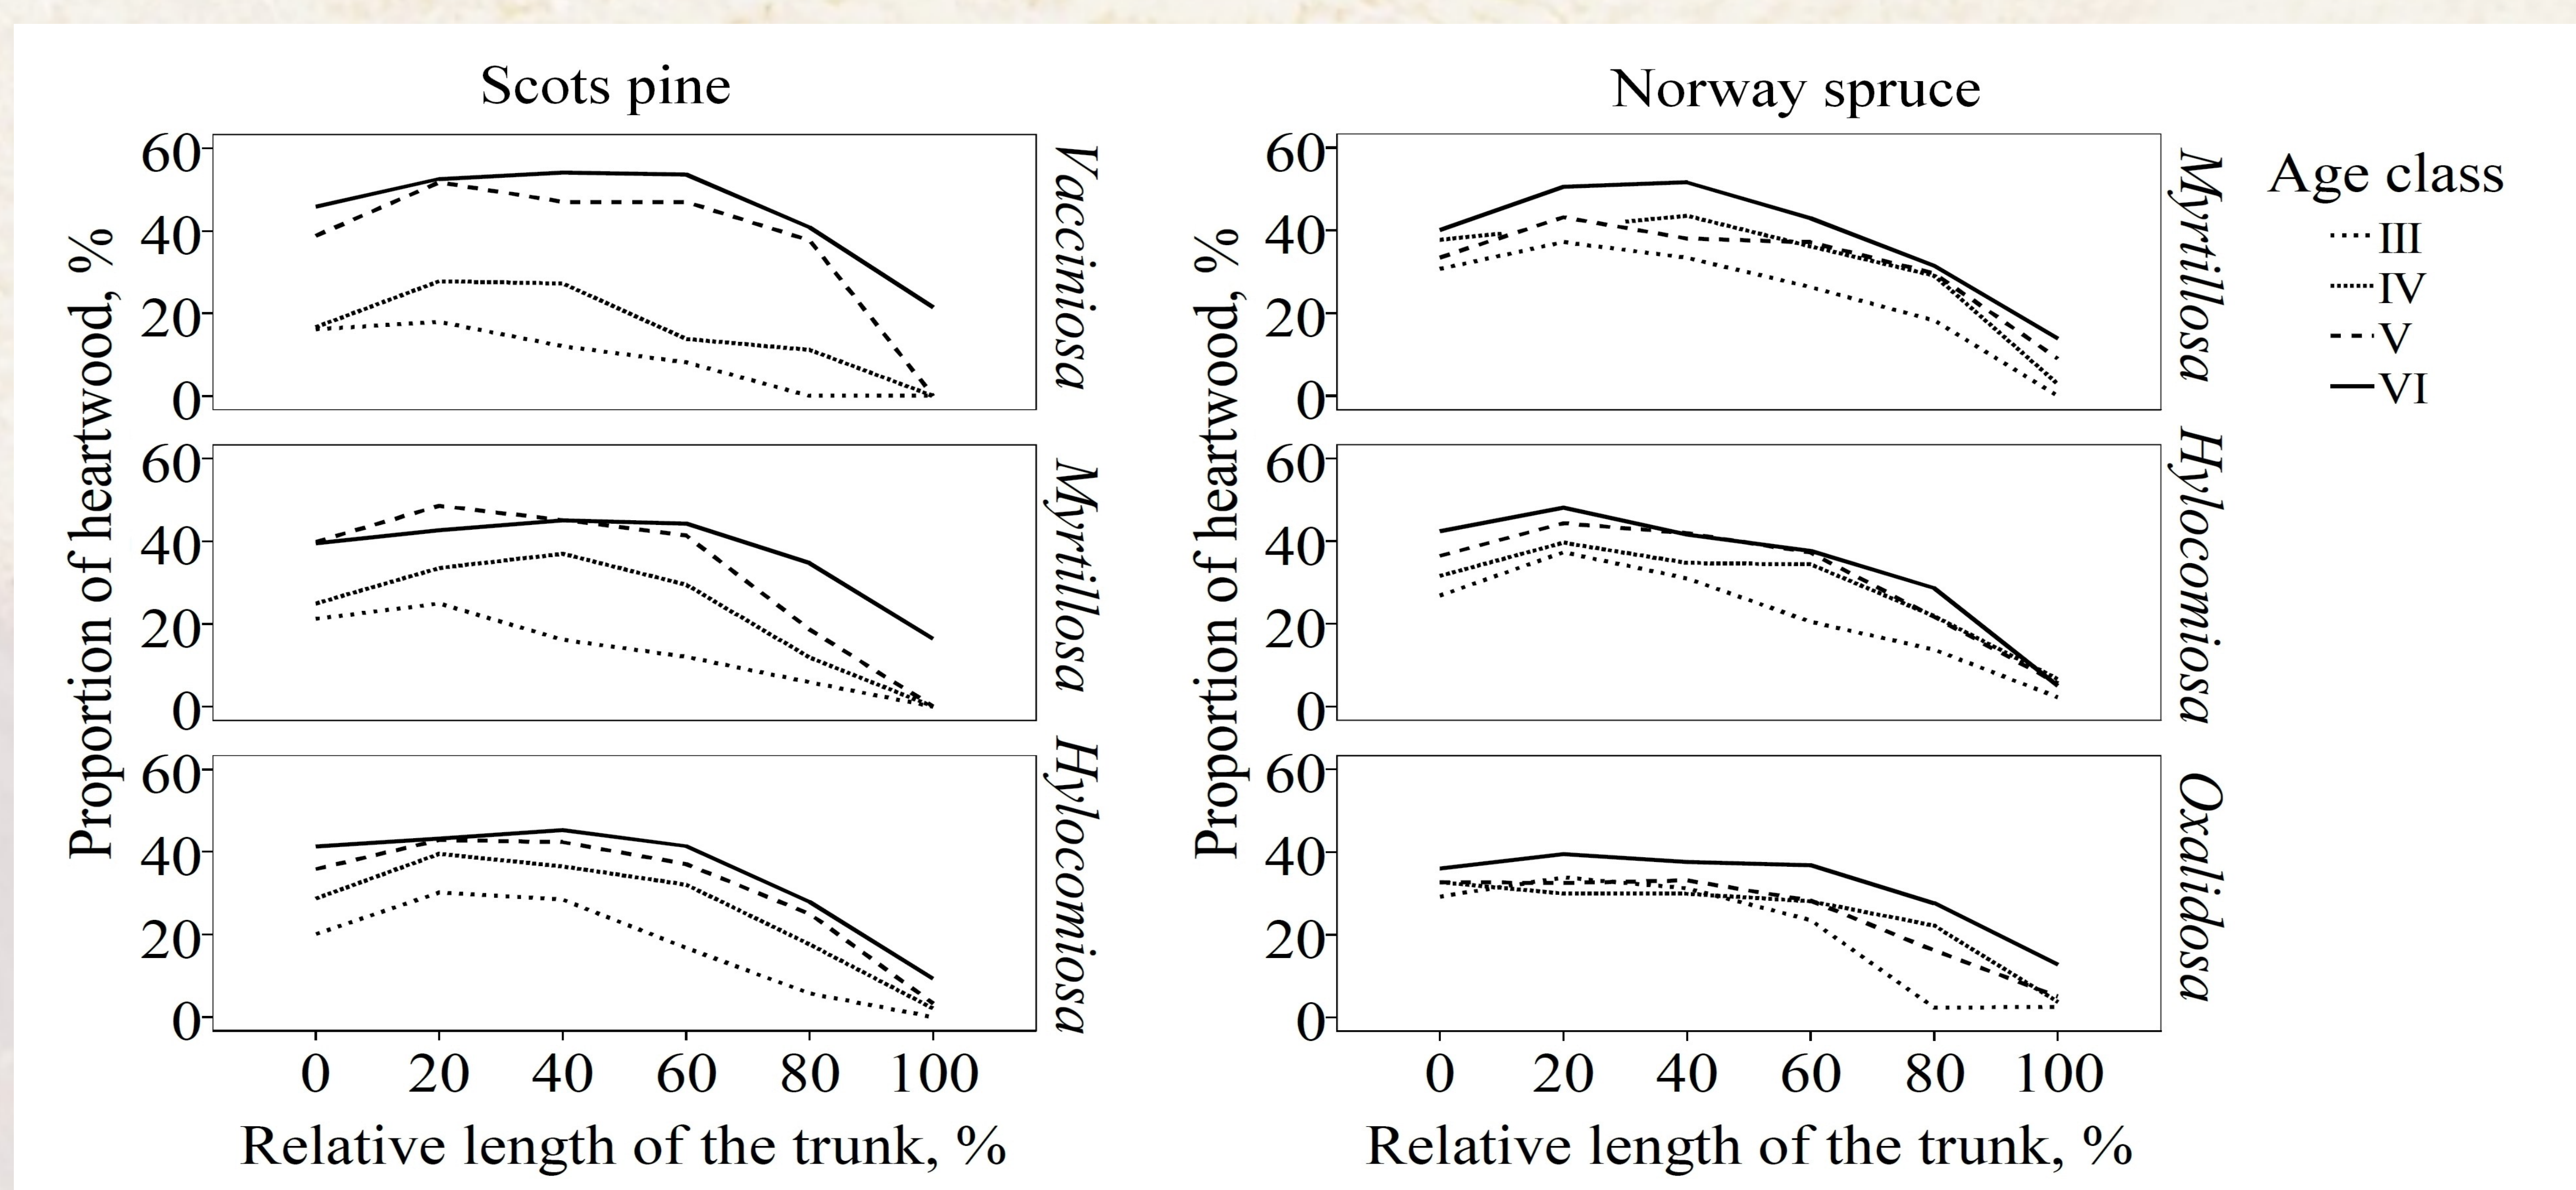 Scots pine
Norway spruce
Proportion of heartwood, %
60
40
20
0
Vacciniosa
60
40
20
0
Myrtillosa
60
40
20
0
Hylocomiosa
0 20 40 60 80 100
Relative length of the trunk, %
Proportion of heartwood, %
60
40
20
0
Myrtillosa
60
40
20
0
Hylocomiosa
60
40
20
0
Oxalidosa
0 20 40 60 80 100
Relative length of the trunk, %
Age class
III
IV
V
VI